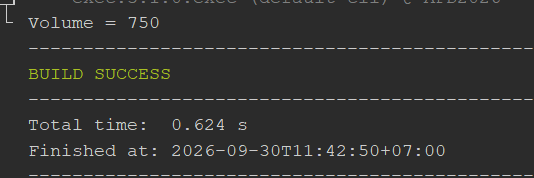 Volume = 750
------------------------------------------------
BUILD SUCCESS
------------------------------------------------
Total time:  0.624 s
Finished at: 2026-09-30T11:42:50+07:00
------------------------------------------------